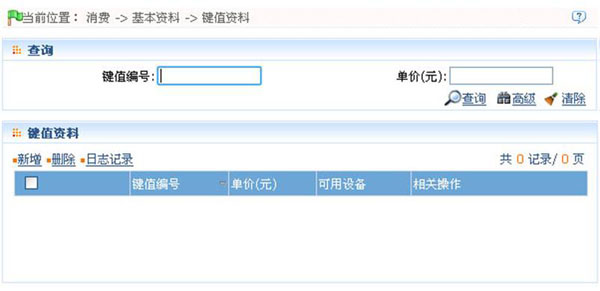 当前位置： 消费 -> 基本资料 -> 键值资料
查询
键值编号: 单价(元):
查询 高级 清除
键值资料
新增 删除 日志记录 共 0 记录/ 0 页
键值编号 单价(元) 可用设备 相关操作